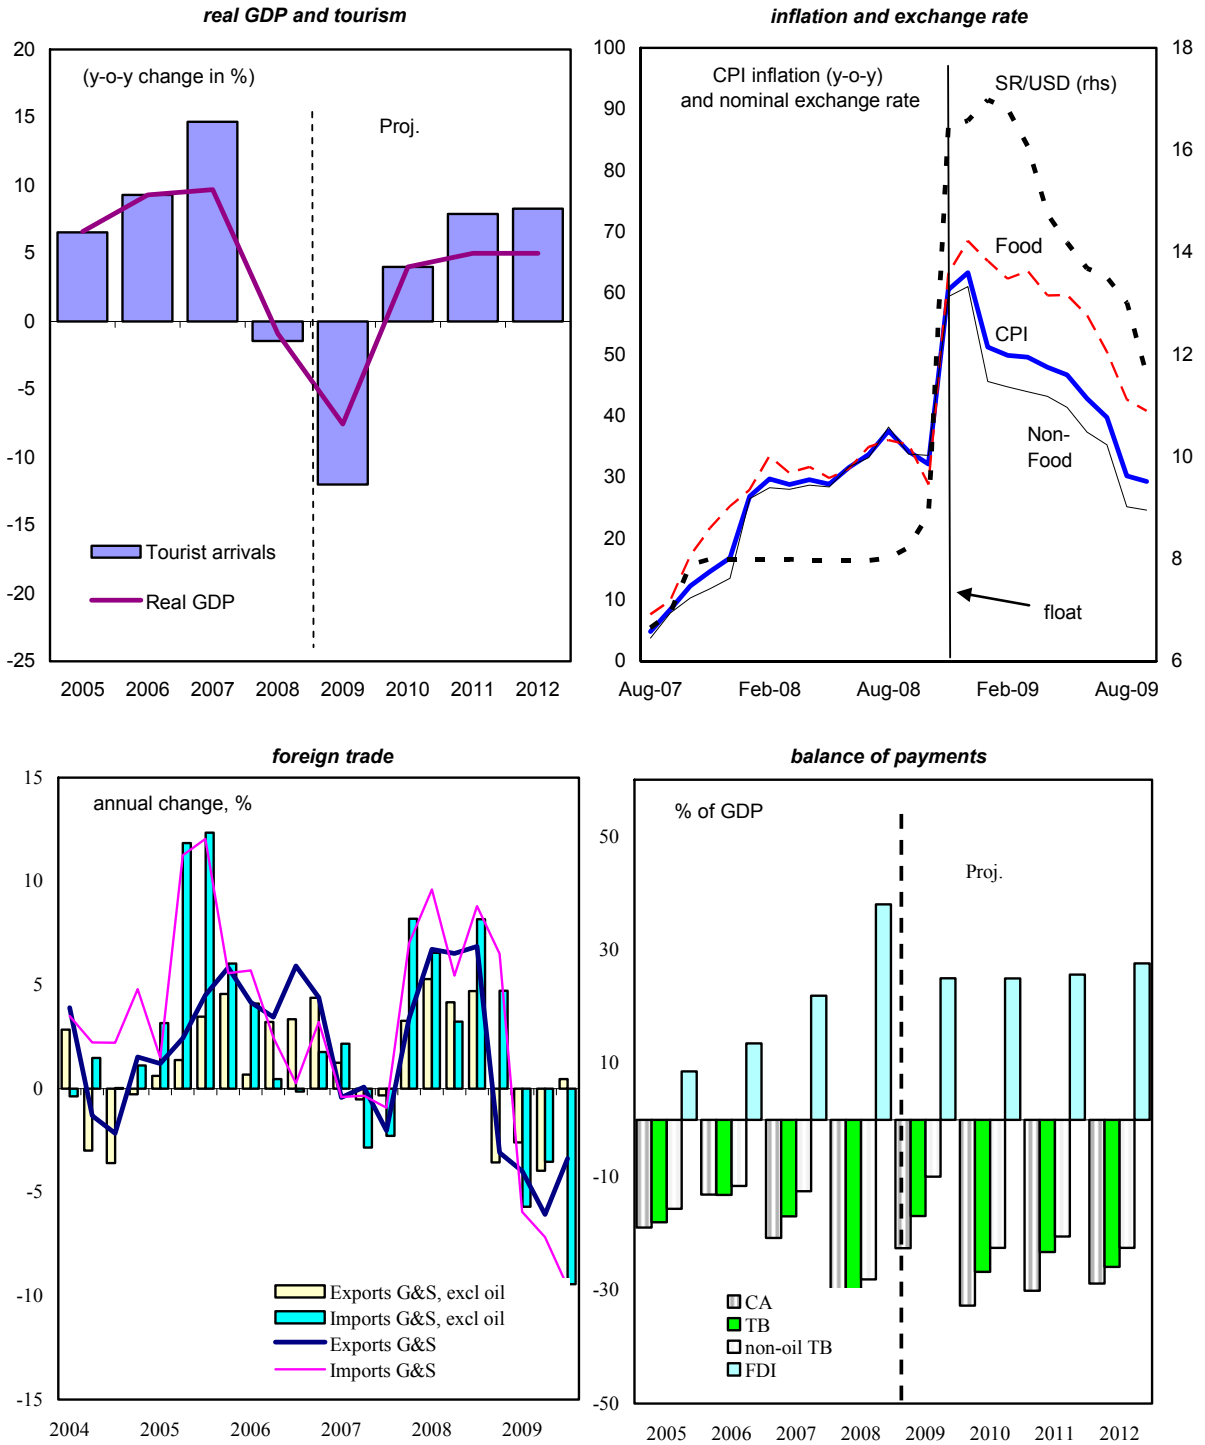 real GDP and tourism
20
15
10
5
0
-5
-10
-15
-20
-25
(y-o-y change in %)
Proj.
Tourist arrivals
Real GDP
2005 2006 2007 2008 2009 2010 2011 2012
inflation and exchange rate
100
90
80
70
60
50
40
30
20
10
0
CPI inflation (y-o-y)
and nominal exchange rate
SR/USD (rhs)
Food
CPI
Non-
Food
float
18
16
14
12
10
8
6
Aug-07 Feb-08 Aug-08 Feb-09 Aug-09
foreign trade
15
10
5
0
-5
-10
-15
annual change, %
Exports G&S, excl oil
Imports G&S, excl oil
Exports G&S
Imports G&S
2004 2005 2006 2007 2008 2009
balance of payments
% of GDP
50
30
10
-10
-30
-50
Proj.
CA
TB
non-oil TB
FDI
2005 2006 2007 2008 2009 2010 2011 2012